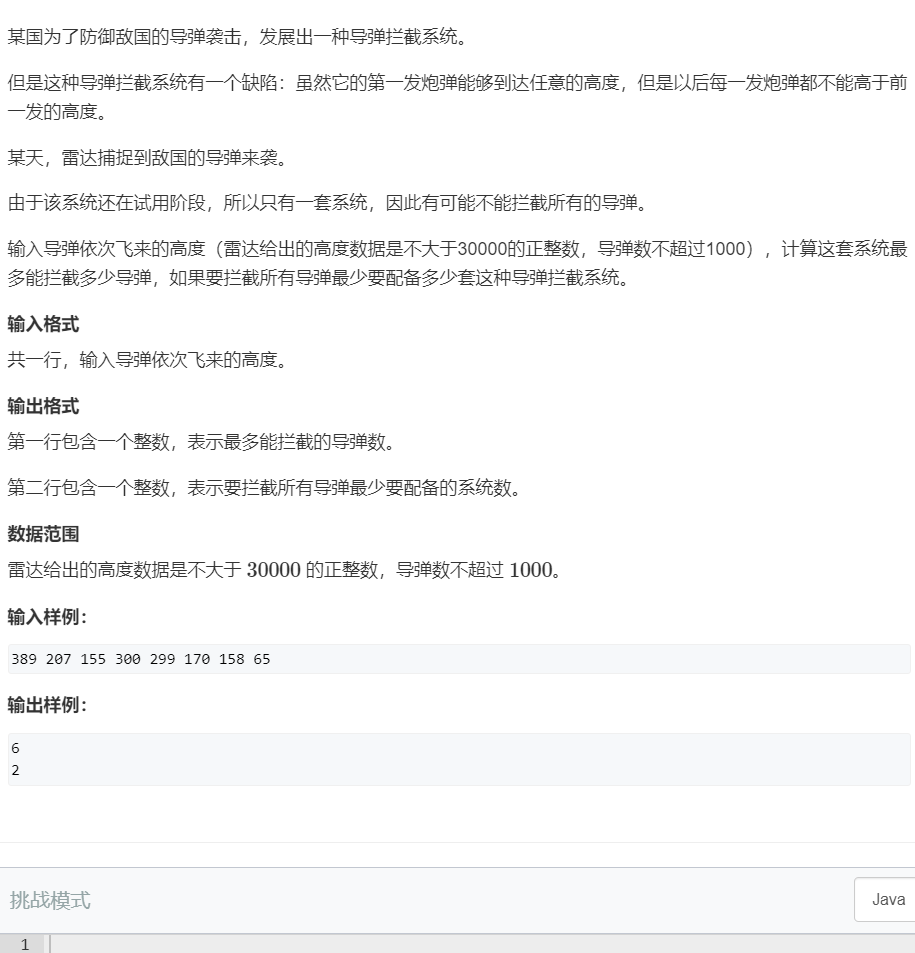 某国为了防御敌国的导弹袭击，发展出一种导弹拦截系统。
但是这种导弹拦截系统有一个缺陷：虽然它的第一发炮弹能够到达任意的高度，但是以后每一发炮弹都不能高于前
一发的高度。
某天，雷达捕捉到敌国的导弹来袭。
由于该系统还在试用阶段，所以只有一套系统，因此有可能不能拦截所有的导弹。
输入导弹依次飞来的高度（雷达给出的高度数据是不大于30000的正整数，导弹数不超过1000），计算这套系统最
多能拦截多少导弹，如果要拦截所有导弹最少要配备多少套这种导弹拦截系统。
输入格式
共一行，输入导弹依次飞来的高度。
输出格式
第一行包含一个整数，表示最多能拦截的导弹数。
第二行包含一个整数，表示要拦截所有导弹最少要配备的系统数。
数据范围
雷达给出的高度数据是不大于 30000 的正整数，导弹数不超过 1000。
输入样例：
389 207 155 300 299 170 158 65
输出样例：
6
2
挑战模式
Java
1